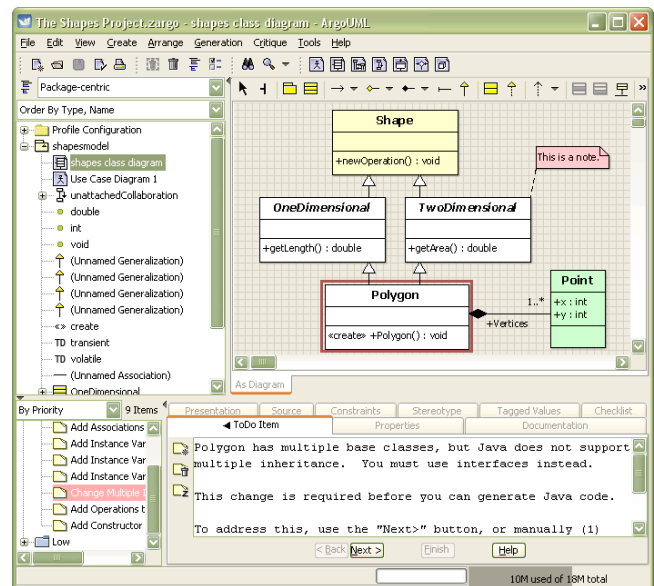 The Shapes Project.zargo - shapes class diagram - ArgoUML
File Edit View Create Arrange Generation Critique Tools Help
Package-centric
Order By Type, Name
Profile Configuration
shapesmodel
shapes class diagram
Use Case Diagram 1
unattachedCollaboration
double
int
void
(Unnamed Generalization)
(Unnamed Generalization)
(Unnamed Generalization)
(Unnamed Generalization)
«» create
TD transient
TD volatile
(Unnamed Association)
OneDimensional
Shape
+newOperation() : void
This is a note.
OneDimensional
+getLength() : double
TwoDimensional
+getArea() : double
Polygon
«create» +Polygon() : void
1..*
+Vertices
Point
+x : int
+y : int
As Diagram
By Priority 9 Items
Add Associations
Add Instance Var
Add Instance Var
Add Instance Var
Change Multiple I
Add Operations t
Add Constructor
Low
Presentation Source Constraints Stereotype Tagged Values Checklist
ToDo Item Properties Documentation
Polygon has multiple base classes, but Java does not support
multiple inheritance. You must use interfaces instead.
This change is required before you can generate Java code.
To address this, use the "Next>" button, or manually (1)
< Back Next > Finish Help
10M used of 18M total